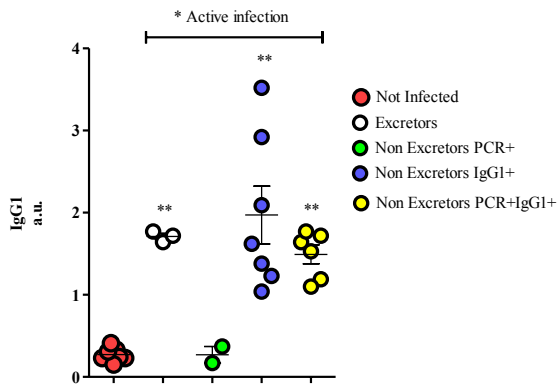 * Active infection
4
3
2
1
0
IgG1
a.u.
**
**
**
Not Infected
Excretors
Non Excretors PCR+
Non Excretors IgG1+
Non Excretors PCR+IgG1+